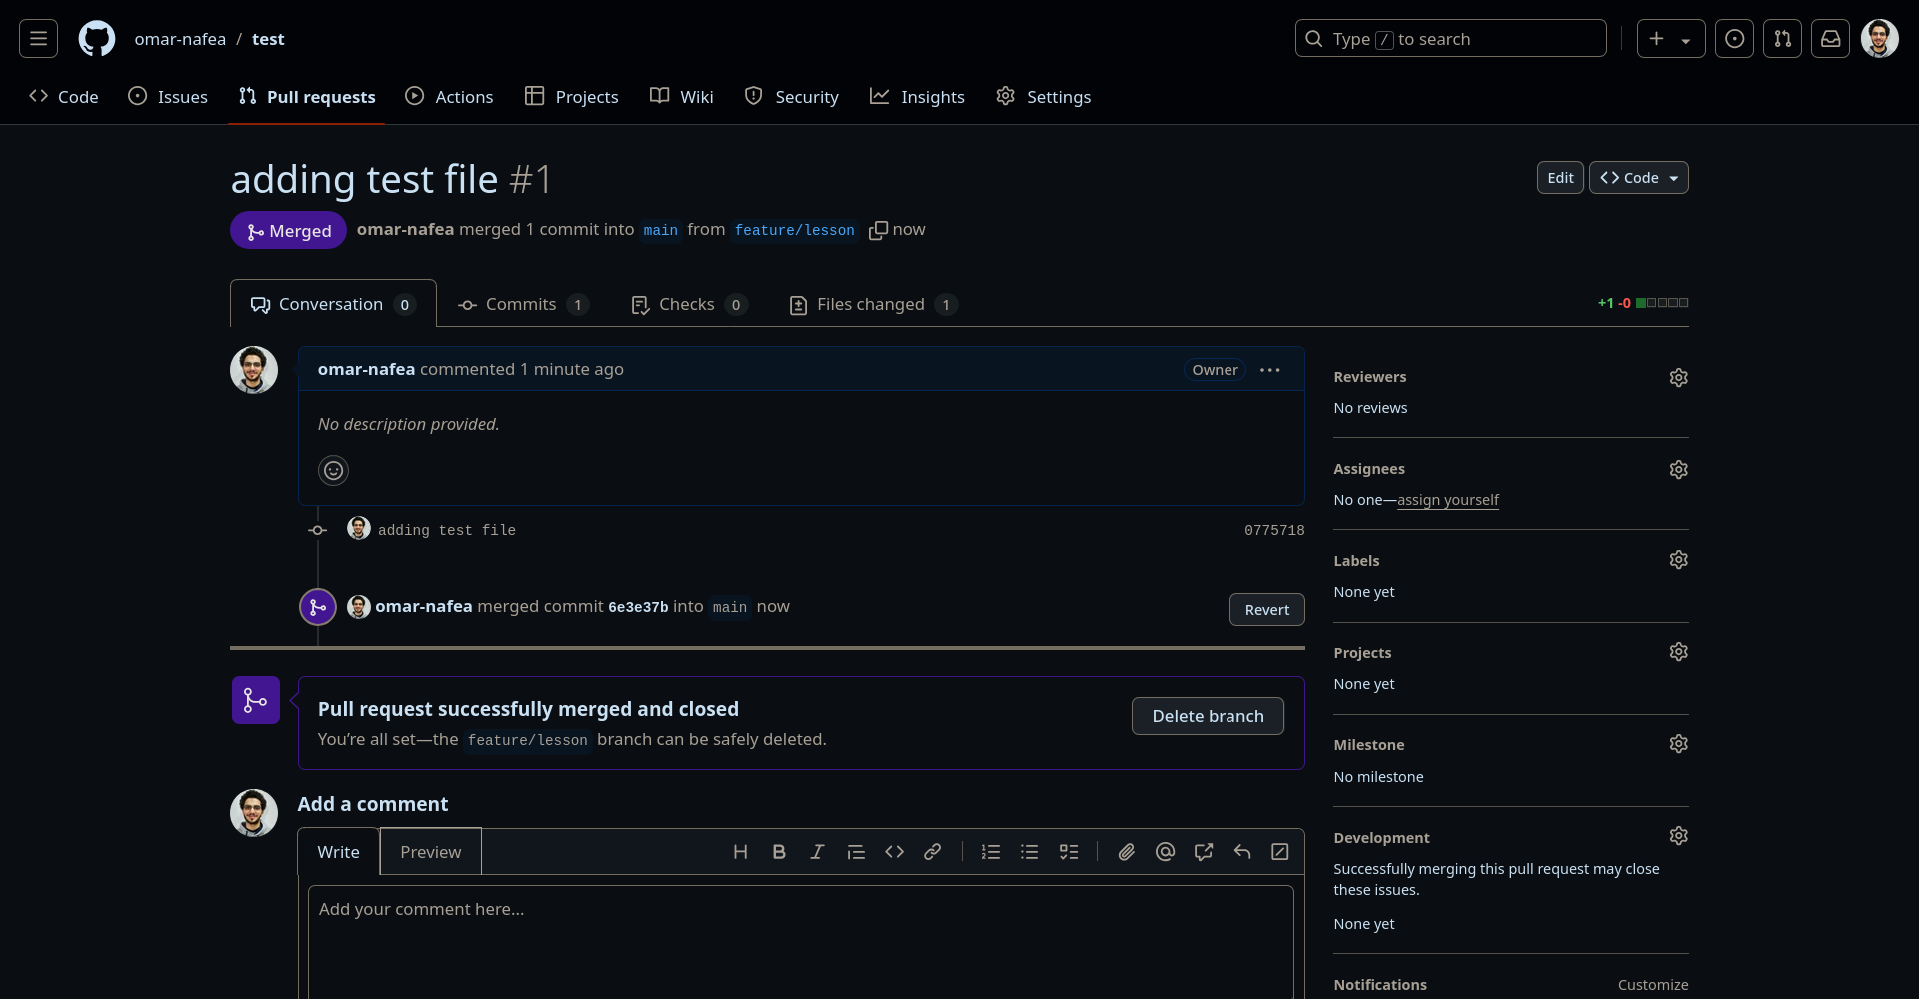 omar-nafea / test
Type / to search
Code
Issues
Pull requests
Actions
Projects
Wiki
Security
Insights
Settings
adding test file #1
Edit
Code
Merged
omar-nafea merged 1 commit into main from feature/lesson now
Conversation 0
Commits 1
Checks 0
Files changed 1
+1 -0
omar-nafea commented 1 minute ago
Owner
No description provided.
adding test file
0775718
omar-nafea merged commit 6e3e37b into main now
Revert
Pull request successfully merged and closed
You’re all set—the feature/lesson branch can be safely deleted.
Delete branch
Add a comment
Write
Preview
Add your comment here...
Reviewers
No reviews
Assignees
No one—assign yourself
Labels
None yet
Projects
None yet
Milestone
No milestone
Development
Successfully merging this pull request may close
these issues.
None yet
Notifications
Customize